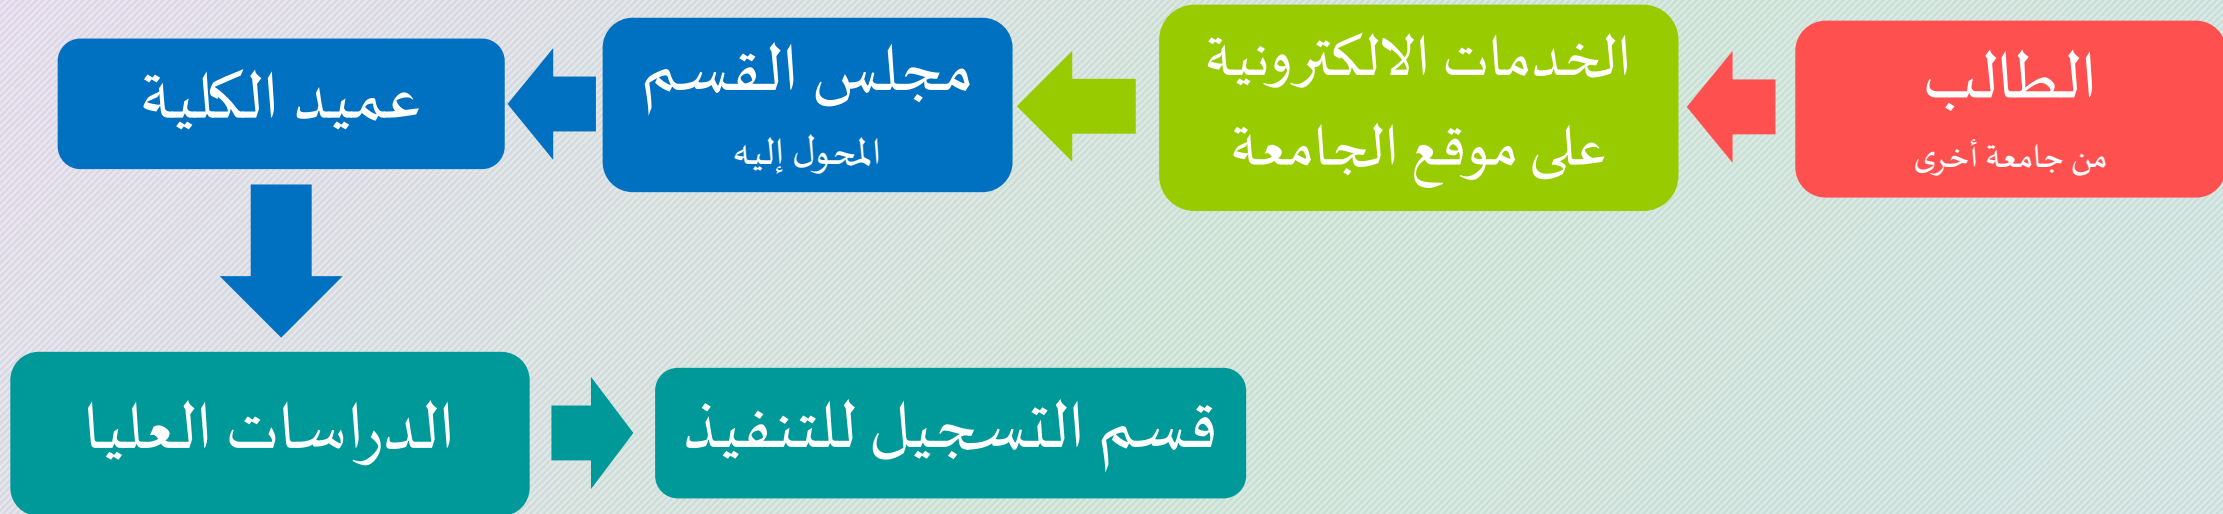 الطالب
من جامعة أخرى
الخدمات الالكترونية
على موقع الجامعة
مجلس القسم
المحول إليه
عميد الكلية
الدراسات العليا
قسم التسجيل للتنفيذ